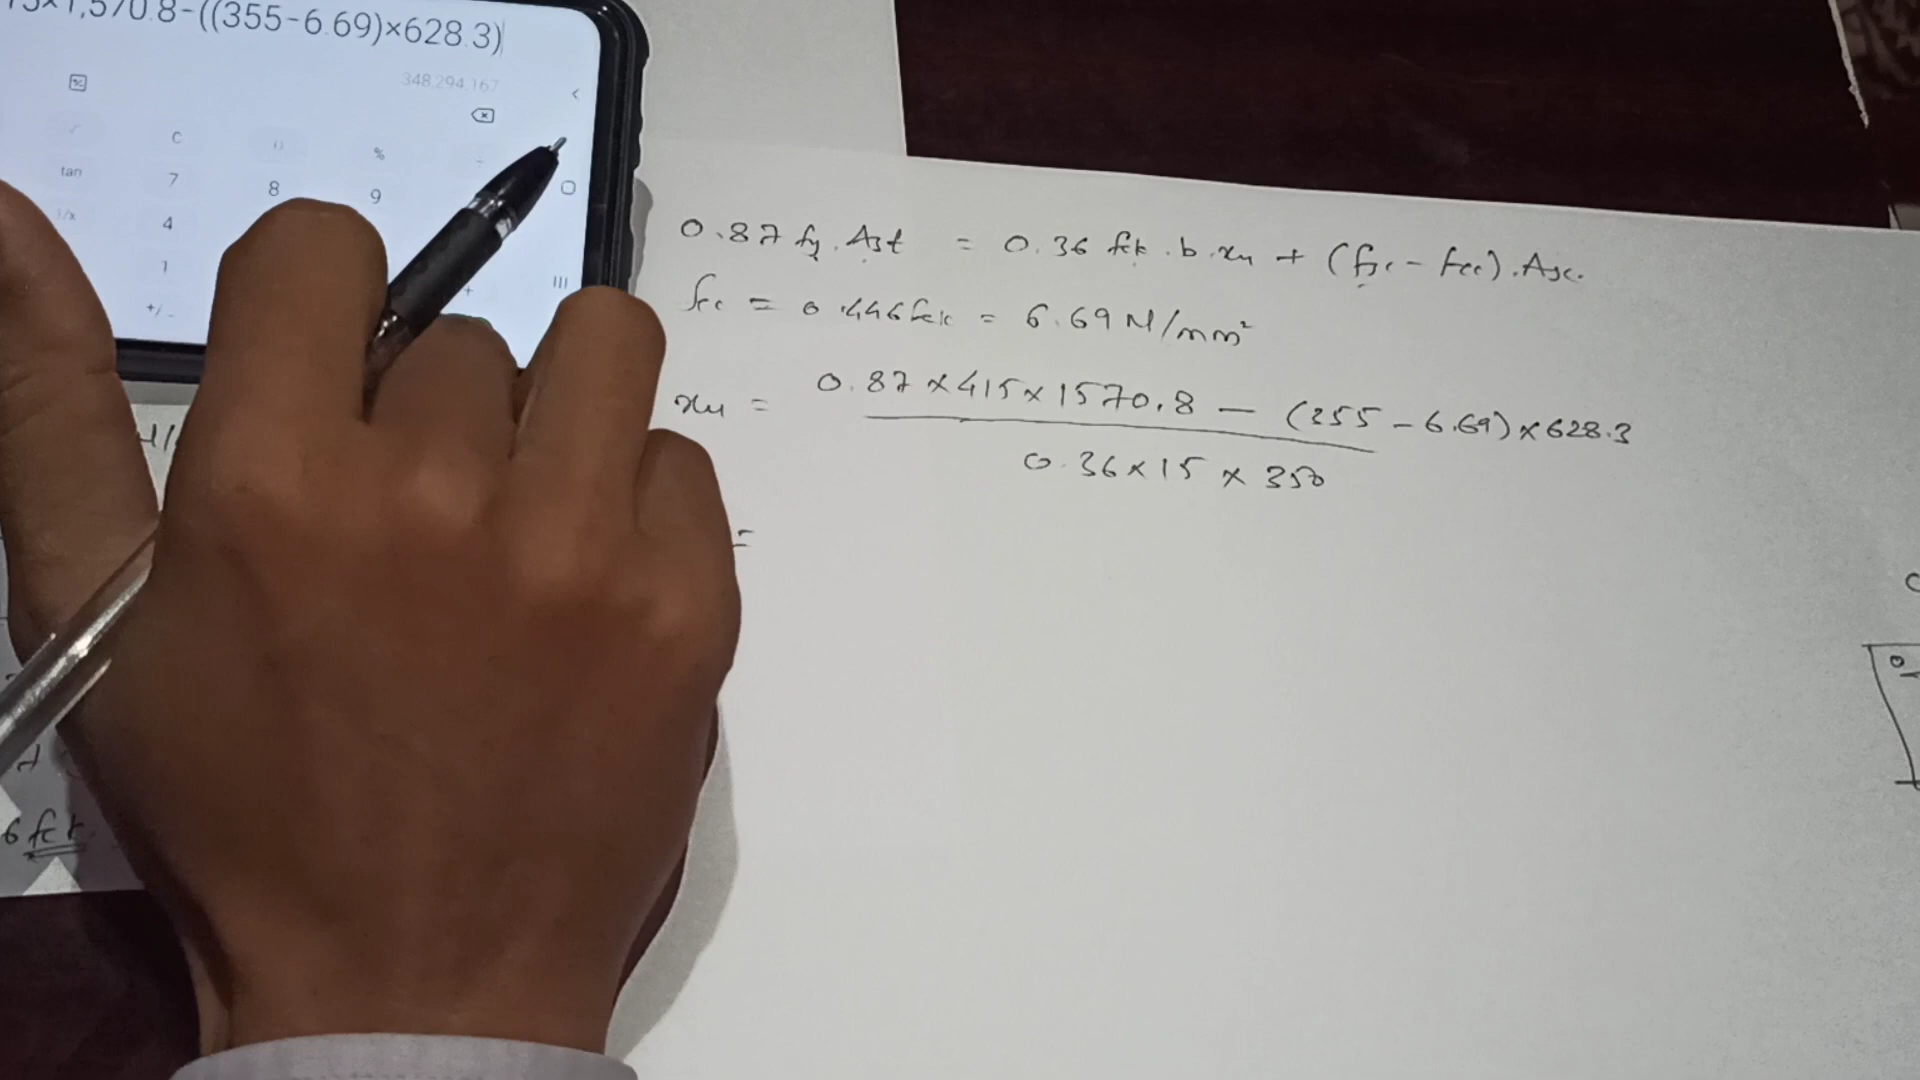 ×1,570.8-((355-6.69)×628.3)
348,294.167
C
()
%
tan
7
8
9
1/x
4
1
+
+/-
0.87 fy. Ast = 0.36 fck .b.xu + (fsc - fcc).Asc.
fcc = 0.446fck = 6.69 N/mm²
xu = 0.87×415×1570.8 - (355-6.69)×628.3
0.36×15×350
=
6fck